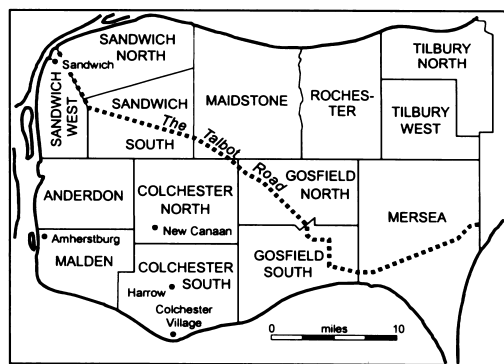 SANDWICH
NORTH
Sandwich
SANDWICH
WEST
SANDWICH
SOUTH
MAIDSTONE
ROCHES-
TER
TILBURY
NORTH
TILBURY
WEST
The Talbot Road
ANDERDON
COLCHESTER
NORTH
New Canaan
GOSFIELD
NORTH
MERSEA
Amherstburg
MALDEN
COLCHESTER
SOUTH
Harrow
Colchester
Village
GOSFIELD
SOUTH
0 miles 10